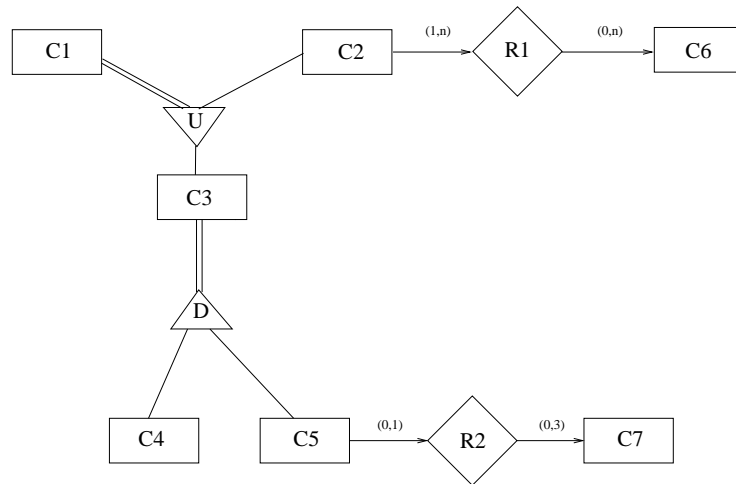 C1
C2
(1,n)
R1
(0,n)
C6
U
C3
D
C4
C5
(0,1)
R2
(0,3)
C7